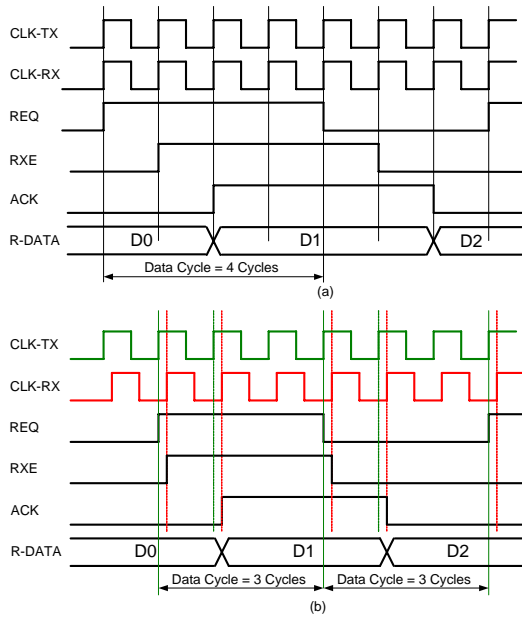 CLK-TX
CLK-RX
REQ
RXE
ACK
R-DATA D0 D1 D2
Data Cycle = 4 Cycles
(a)
CLK-TX
CLK-RX
REQ
RXE
ACK
R-DATA D0 D1 D2
Data Cycle = 3 Cycles Data Cycle = 3 Cycles
(b)